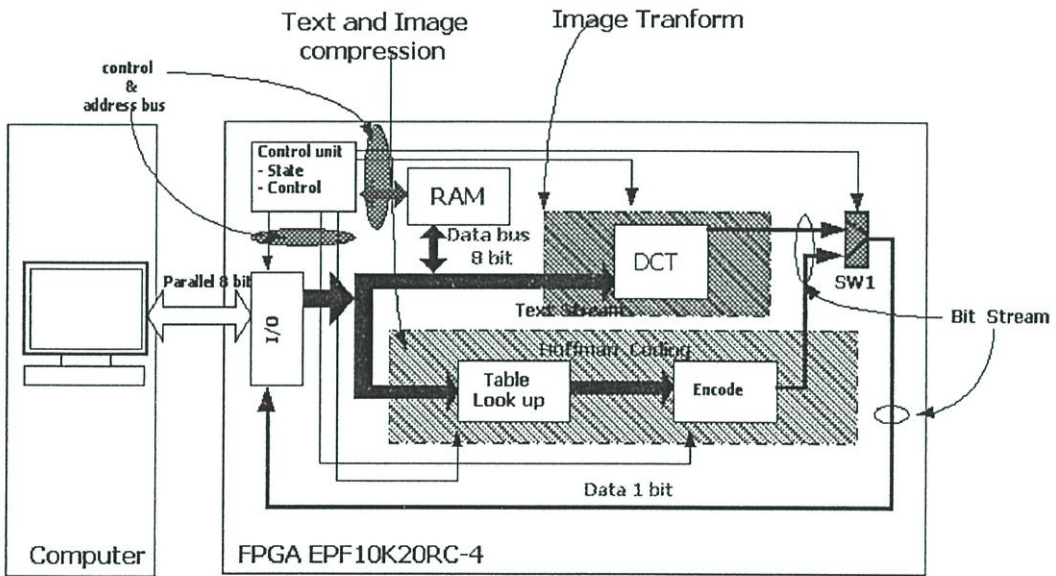 Text and Image
compression
Image Tranform
control
&
address bus
Control unit
- State
- Control
RAM
Data bus
8 bit
DCT
SW1
Parallel 8 bit
I/O
Text Stream
Huffman Coding
Table
Look up
Encode
Bit Stream
Data 1 bit
Computer
FPGA EPF10K20RC-4